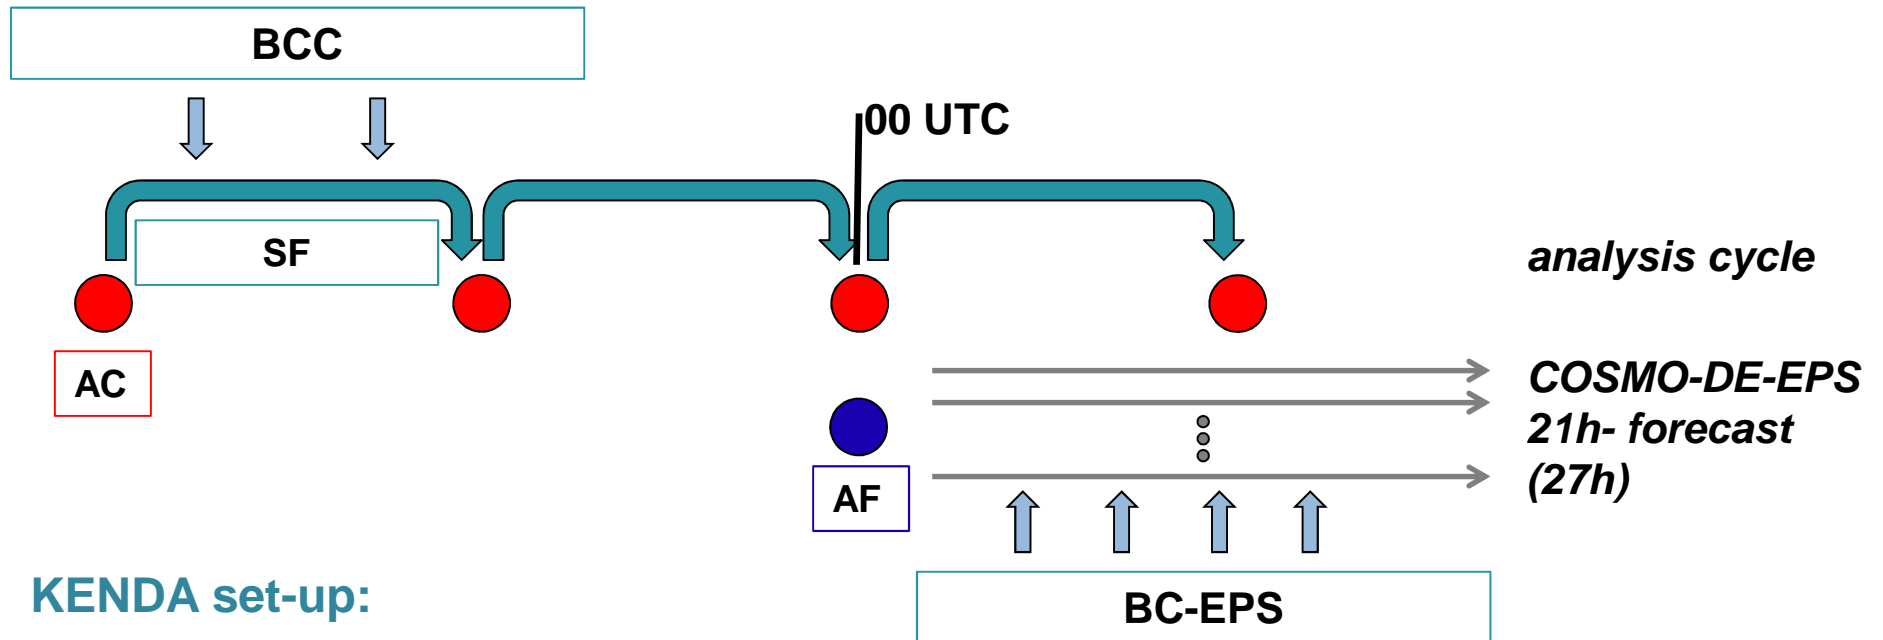 BCC
00 UTC
SF
analysis cycle
AC
COSMO-DE-EPS
21h- forecast
(27h)
AF
BC-EPS
KENDA set-up: